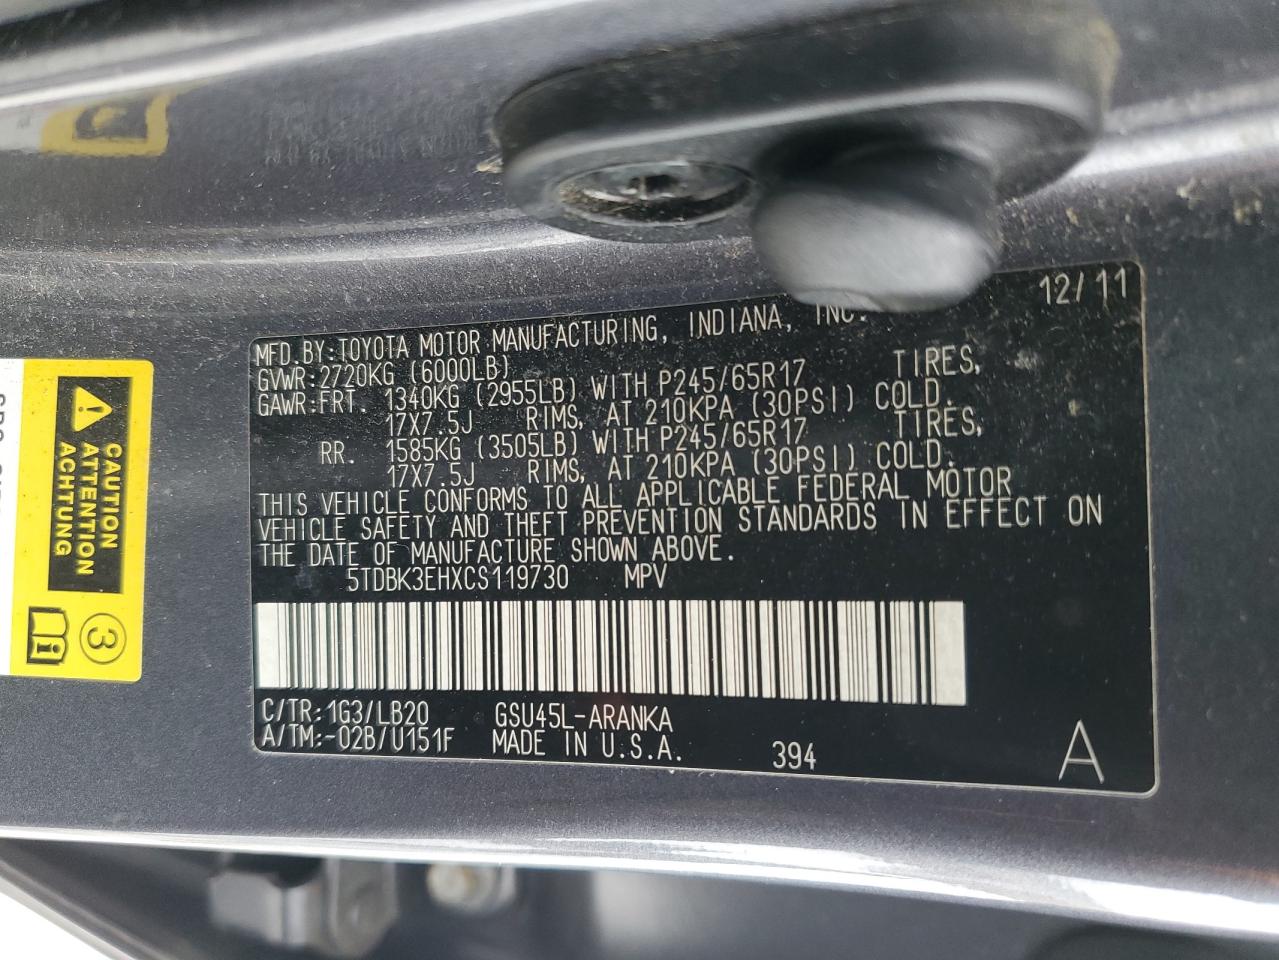 12/11
MFD.BY:TOYOTA MOTOR MANUFACTURING, INDIANA, INC.
GVWR:2720KG (6000LB)
GAWR:FRT. 1340KG (2955LB) WITH P245/65R17 TIRES,
17X7.5J RIMS, AT 210KPA (30PSI) COLD.
RR. 1585KG (3505LB) WITH P245/65R17 TIRES,
17X7.5J RIMS, AT 210KPA (30PSI) COLD.
THIS VEHICLE CONFORMS TO ALL APPLICABLE FEDERAL MOTOR
VEHICLE SAFETY AND THEFT PREVENTION STANDARDS IN EFFECT ON
THE DATE OF MANUFACTURE SHOWN ABOVE.
5TDBK3EHXCS119730 MPV
C/TR:1G3/LB20 GSU45L-ARANKA
A/TM:-02B/U151F MADE IN U.S.A. 394 A
CAUTION
ATTENTION
ACHTUNG
3